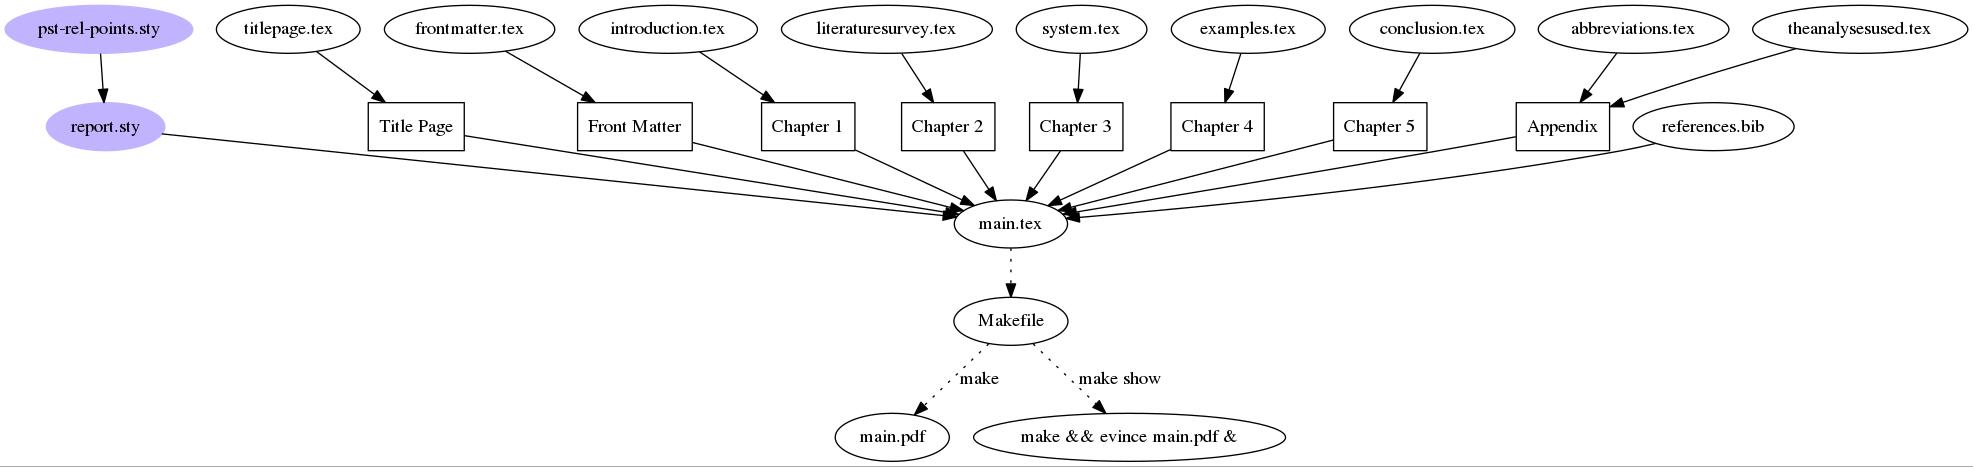 pst-rel-points.sty
titlepage.tex
frontmatter.tex
introduction.tex
literaturesurvey.tex
system.tex
examples.tex
conclusion.tex
abbreviations.tex
theanalysesused.tex
report.sty
Title Page
Front Matter
Chapter 1
Chapter 2
Chapter 3
Chapter 4
Chapter 5
Appendix
references.bib
main.tex
Makefile
make
make show
main.pdf
make && evince main.pdf &